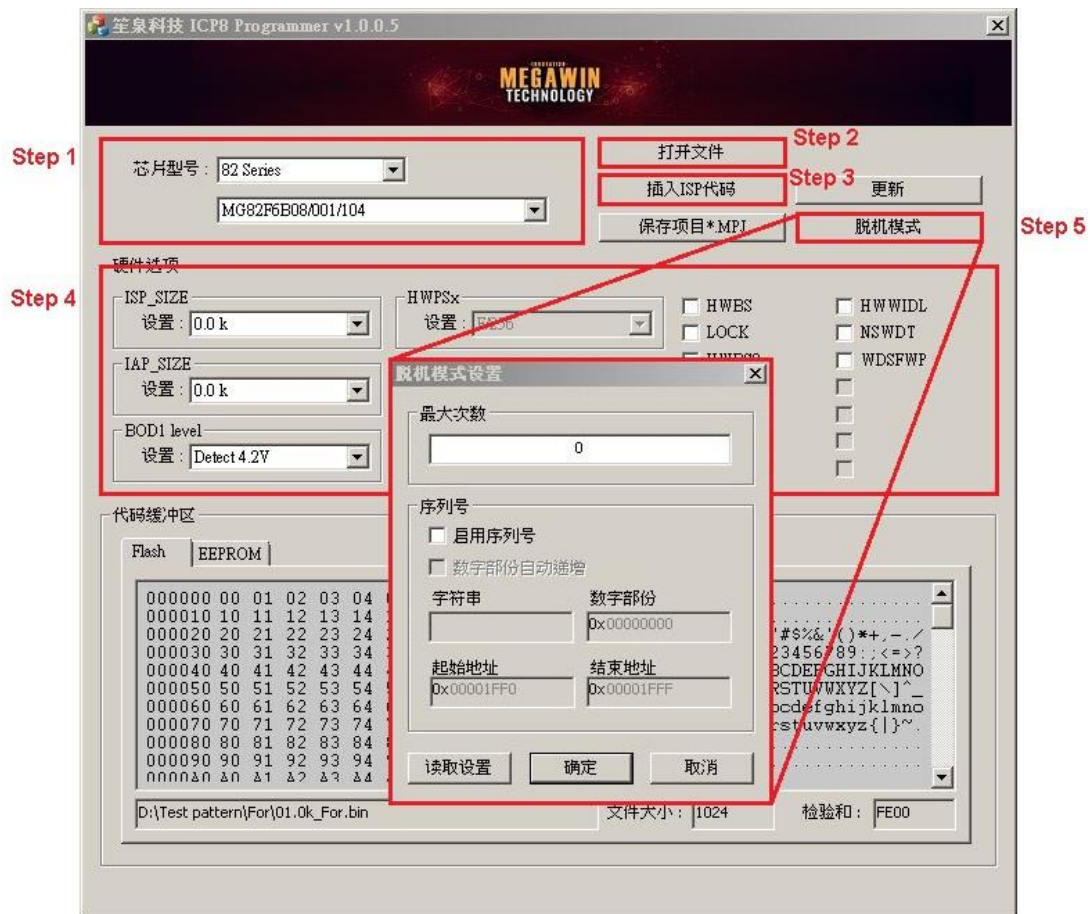 笙泉科技 ICP8 Programmer v1.0.0.5
INNOVATION
MEGAWIN
TECHNOLOGY
Step 1
芯片型号： 82 Series
MG82F6B08/001/104
打开文件 Step 2
插入ISP代码 Step 3
更新
保存项目*.MPJ
脱机模式 Step 5
硬件选项
Step 4
ISP_SIZE
设置： 0.0 k
IAP_SIZE
设置： 0.0 k
BOD1 level
设置： Detect 4.2V
HWPSx
设置：
HWBS
LOCK
HWWIDL
NSWDT
WDSFWP
脱机模式设置
最大次数
0
序列号
启用序列号
数字部份自动递增
字符串 数字部份
0x00000000
起始地址 结束地址
0x00001FF0 0x00001FFF
读取设置 确定 取消
代码缓冲区
Flash EEPROM
000000 00 01 02 03 04
000010 10 11 12 13 14
000020 20 21 22 23 24 #$%&'()*+,-./
000030 30 31 32 33 34 23456789:;<=>?
000040 40 41 42 43 44 BCDEFGHIJKLMNO
000050 50 51 52 53 54 RSTUVWXYZ[\]^_
000060 60 61 62 63 64 bcdefghijklmno
000070 70 71 72 73 74 rstuvwxyz{|}~.
000080 80 81 82 83 84
000090 90 91 92 93 94
0000A0 A0 A1 A2 A3 A4
D:\Test pattern\For\01.0k_For.bin 文件大小： 1024 检验和： FE00